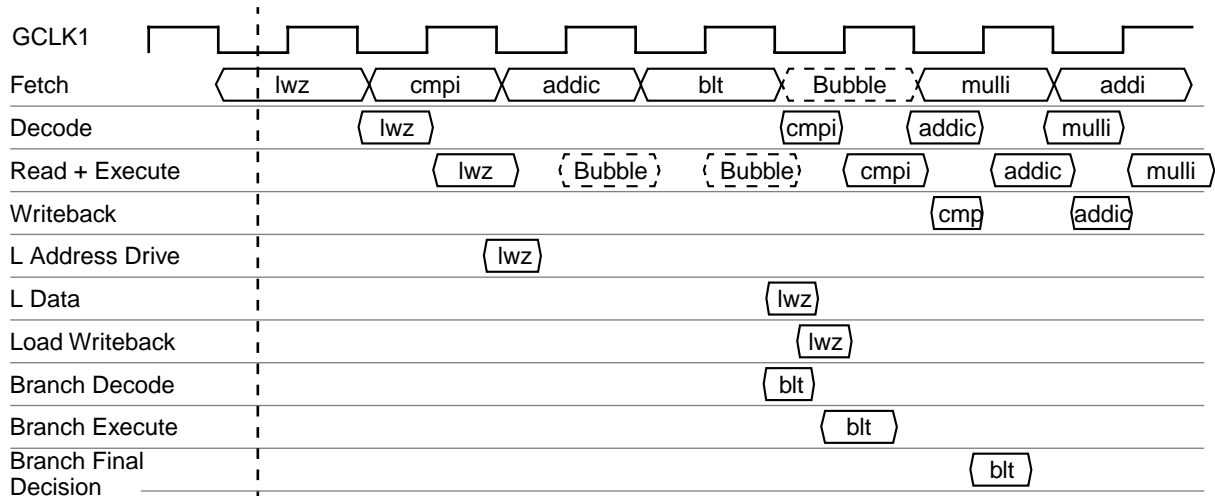 GCLK1
Fetch lwz cmpi addic blt Bubble mulli addi
Decode lwz cmpi addic mulli
Read + Execute lwz Bubble Bubble cmpi addic mulli
Writeback cmp addic
L Address Drive lwz
L Data lwz
Load Writeback lwz
Branch Decode blt
Branch Execute blt
Branch Final
Decision blt